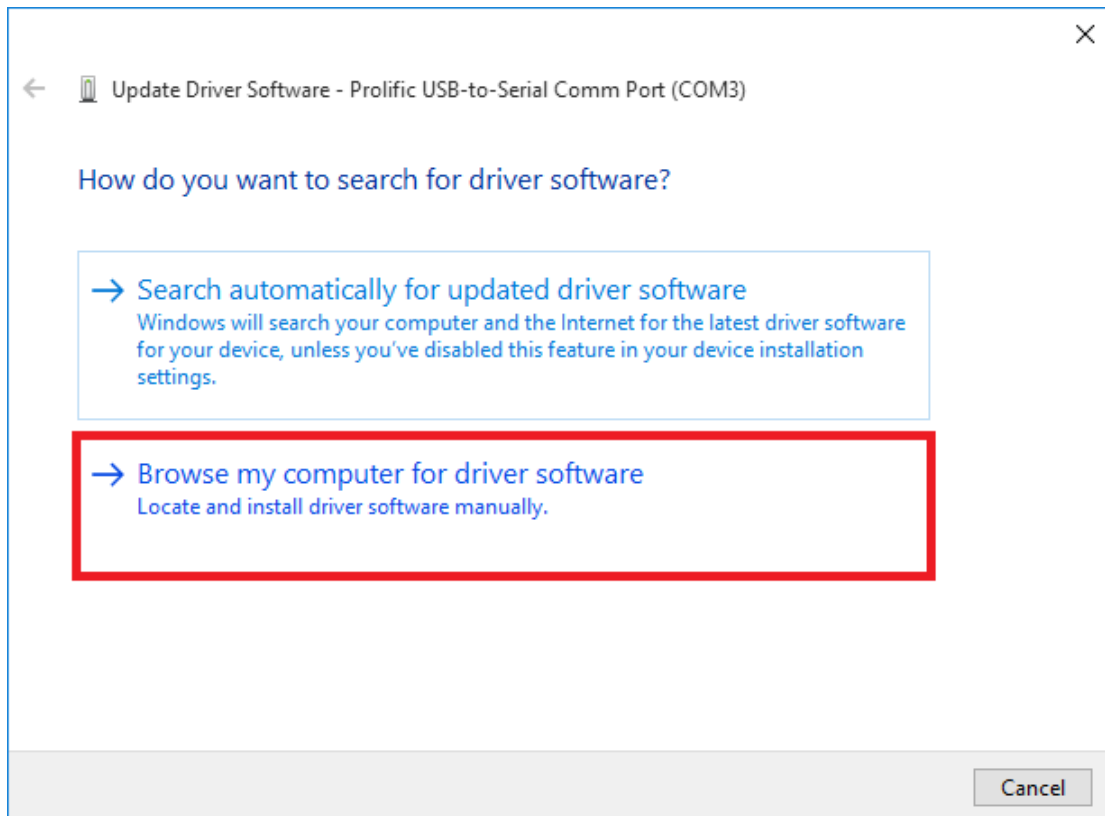 Update Driver Software - Prolific USB-to-Serial Comm Port (COM3)
How do you want to search for driver software?
Search automatically for updated driver software
Windows will search your computer and the Internet for the latest driver software
for your device, unless you've disabled this feature in your device installation
settings.
Browse my computer for driver software
Locate and install driver software manually.
Cancel